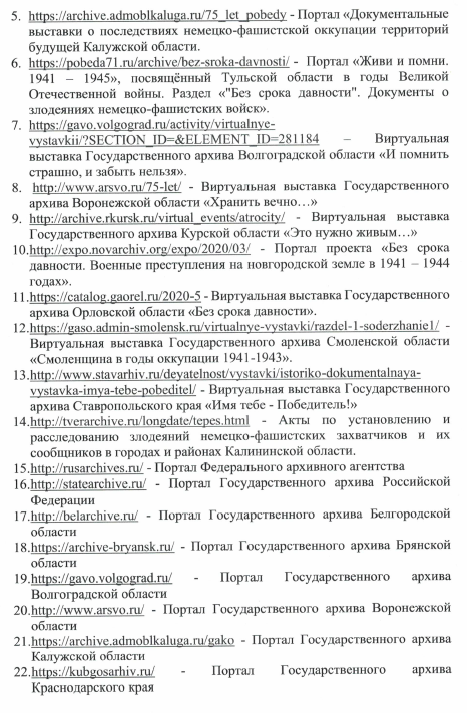 5. https://archive.admoblkaluga.ru/75_let_pobedy - Портал «Документальные
выставки о последствиях немецко-фашистской оккупации территорий
будущей Калужской области.
6. https://pobeda71.ru/archive/bez-sroka-davnosti/ - Портал «Живи и помни.
1941 – 1945», посвящённый Тульской области в годы Великой
Отечественной войны. Раздел «"Без срока давности". Документы о
злодеяниях немецко-фашистских войск».
7. https://gavo.volgograd.ru/activity/virtualnye-
vystavkii/?SECTION_ID=&ELEMENT_ID=281184 – Виртуальная
выставка Государственного архива Волгоградской области «И помнить
страшно, и забыть нельзя».
8. http://www.arsvo.ru/75-let/ - Виртуальная выставка Государственного
архива Воронежской области «Хранить вечно…»
9. http://archive.rkursk.ru/virtual_events/atrocity/ - Виртуальная выставка
Государственного архива Курской области «Это нужно живым…»
10.http://expo.novarchiv.org/expo/2020/03/ - Портал проекта «Без срока
давности. Военные преступления на новгородской земле в 1941 – 1944
годах».
11.https://catalog.gaorel.ru/2020-5 - Виртуальная выставка Государственного
архива Орловской области «Без срока давности».
12.https://gaso.admin-smolensk.ru/virtualnye-vystavki/razdel-1-soderzhanie1/ -
Виртуальная выставка Государственного архива Смоленской области
«Смоленщина в годы оккупации 1941-1943».
13.http://www.stavarhiv.ru/deyatelnost/vystavki/istoriko-dokumentalnaya-
vystavka-imya-tebe-pobeditel/ - Виртуальная выставка Государственного
архива Ставропольского края «Имя тебе - Победитель!»
14.http://tverarchive.ru/longdate/tepes.html - Акты по установлению и
расследованию злодеяний немецко-фашистских захватчиков и их
сообщников в городах и районах Калининской области.
15.http://rusarchives.ru/ - Портал Федерального архивного агентства
16.http://statearchive.ru/ - Портал Государственного архива Российской
Федерации
17.http://belarchive.ru/ - Портал Государственного архива Белгородской
области
18.https://archive-bryansk.ru/ - Портал Государственного архива Брянской
области
19.https://gavo.volgograd.ru/ - Портал Государственного архива
Волгоградской области
20.http://www.arsvo.ru/ - Портал Государственного архива Воронежской
области
21.https://archive.admoblkaluga.ru/gako - Портал Государственного архива
Калужской области
22.https://kubgosarhiv.ru/ - Портал Государственного архива
Краснодарского края